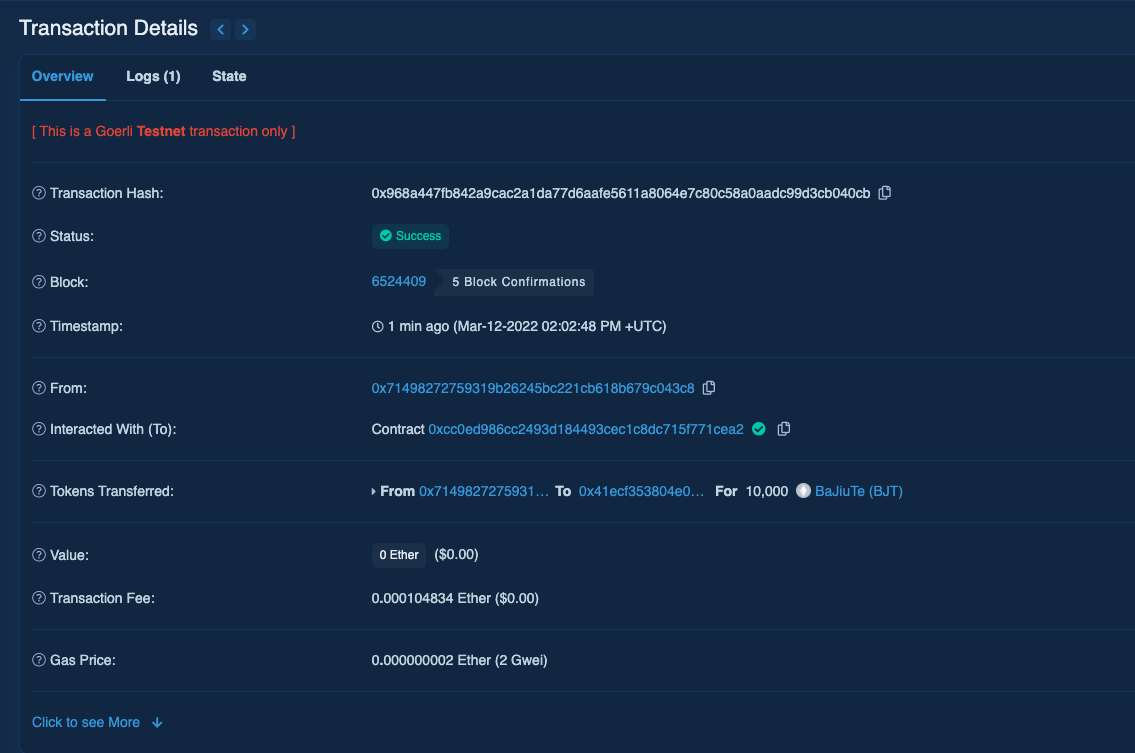 Transaction Details
Overview Logs (1) State
[ This is a Goerli Testnet transaction only ]
Transaction Hash: 0x968a447fb842a9cac2a1da77d6aafe5611a8064e7c80c58a0aadc99d3cb040cb
Status: Success
Block: 6524409 5 Block Confirmations
Timestamp: 1 min ago (Mar-12-2022 02:02:48 PM +UTC)
From: 0x71498272759319b26245bc221cb618b679c043c8
Interacted With (To): Contract 0xcc0ed986cc2493d184493cec1c8dc715f771cea2
Tokens Transferred: From 0x7149827275931... To 0x41ecf353804e0... For 10,000 BaJiuTe (BJT)
Value: 0 Ether ($0.00)
Transaction Fee: 0.000104834 Ether ($0.00)
Gas Price: 0.000000002 Ether (2 Gwei)
Click to see More